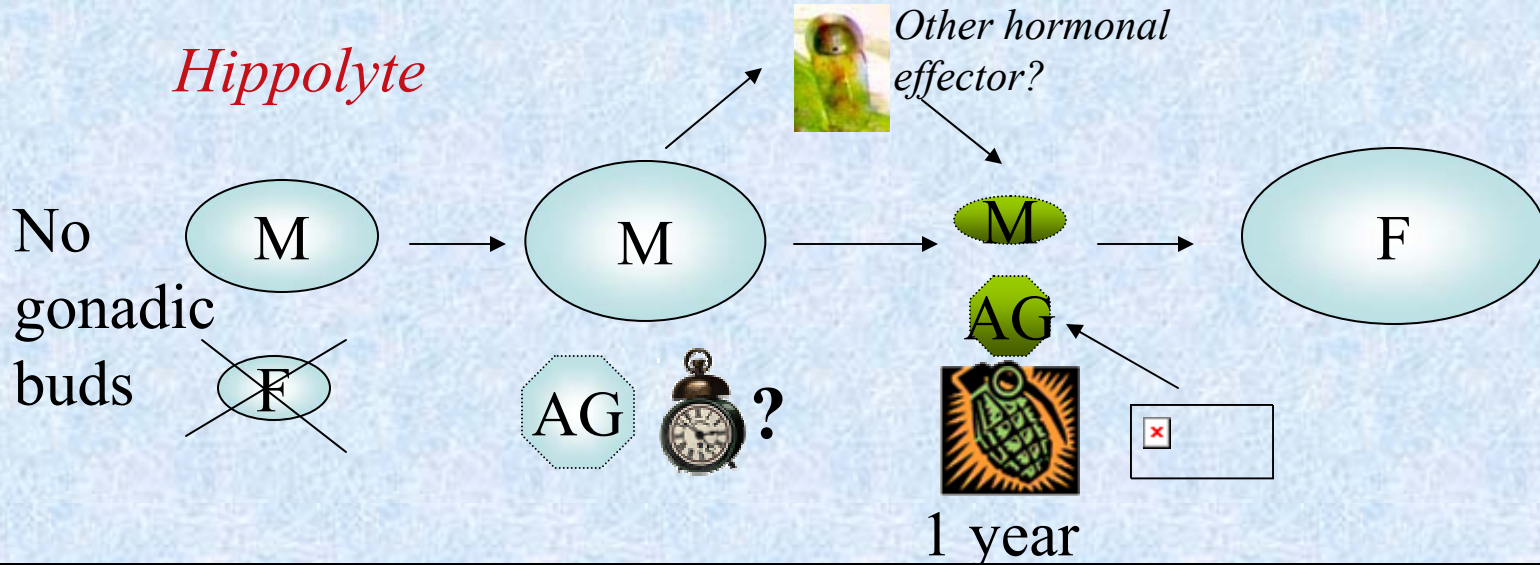 Hippolyte
Other hormonal
effector?
No
gonadic
buds
M
F
M
AG
?
M
AG
1 year
F